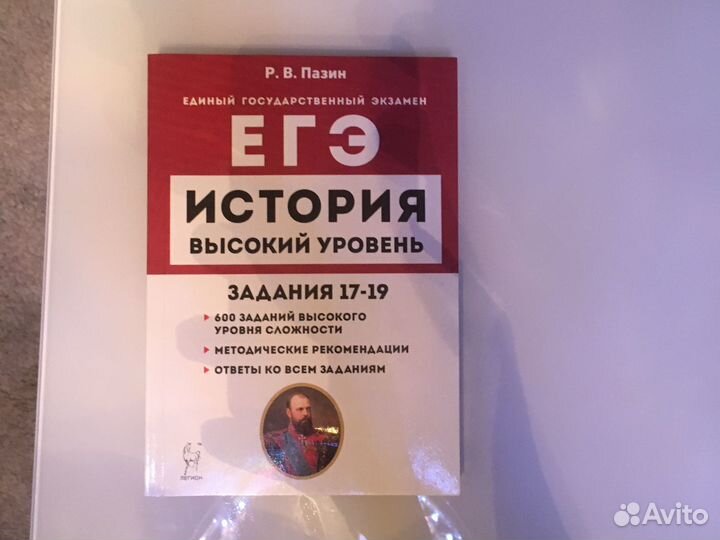 Р. В. Пазин
ЕДИНЫЙ ГОСУДАРСТВЕННЫЙ ЭКЗАМЕН
ЕГЭ
ИСТОРИЯ
ВЫСОКИЙ УРОВЕНЬ
ЗАДАНИЯ 17-19
600 ЗАДАНИЙ ВЫСОКОГО
УРОВНЯ СЛОЖНОСТИ
МЕТОДИЧЕСКИЕ РЕКОМЕНДАЦИИ
ОТВЕТЫ КО ВСЕМ ЗАДАНИЯМ
ЛЕГИОН
Avito